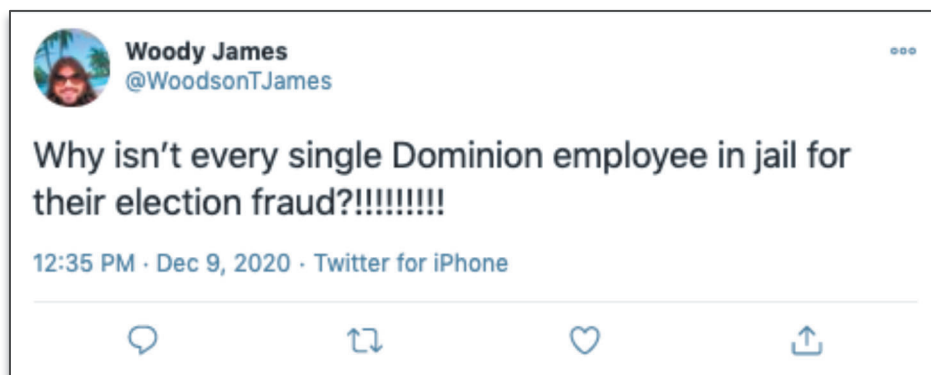 Woody James
@WoodsonTJames
Why isn’t every single Dominion employee in jail for
their election fraud?!!!!!!!!!
12:35 PM · Dec 9, 2020 · Twitter for iPhone